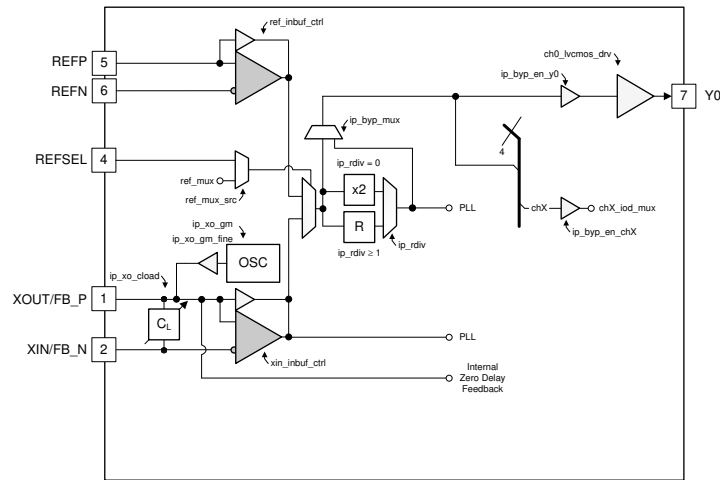 ref_inbuf_ctrl
REFP
5
REFN
6
ch0_lvcmos_drv
ip_byp_en_y0
7
Y0
ip_byp_mux
REFSEL
4
ref_mux
ref_mux_src
ip_rdiv = 0
x2
R
ip_rdiv ≥ 1
ip_rdiv
PLL
4
chX
chX_iod_mux
ip_byp_en_chX
ip_xo_gm
ip_xo_gm_fine
OSC
ip_xo_cload
XOUT/FB_P
1
CL
XIN/FB_N
2
xin_inbuf_ctrl
PLL
Internal
Zero Delay
Feedback